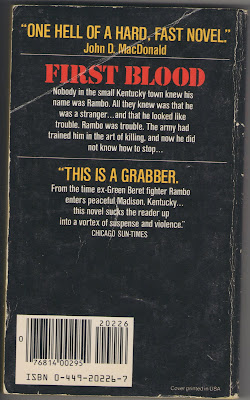 "ONE HELL OF A HARD, FAST NOVEL."
John D. MacDonald
FIRST BLOOD
Nobody in the small Kentucky town knew his
name was Rambo. All they knew was that he
was a stranger...and that he looked like
trouble. Rambo was trouble. The army had
trained him in the art of killing, and now he did
not know how to stop...
"THIS IS A GRABBER.
From the time ex-Green Beret fighter Rambo
enters peaceful Madison, Kentucky...
this novel sucks the reader up
into a vortex of suspense and violence."
CHICAGO SUN-TIMES
20226
0 76814 00295
ISBN 0-449-20226-7
Cover printed in USA